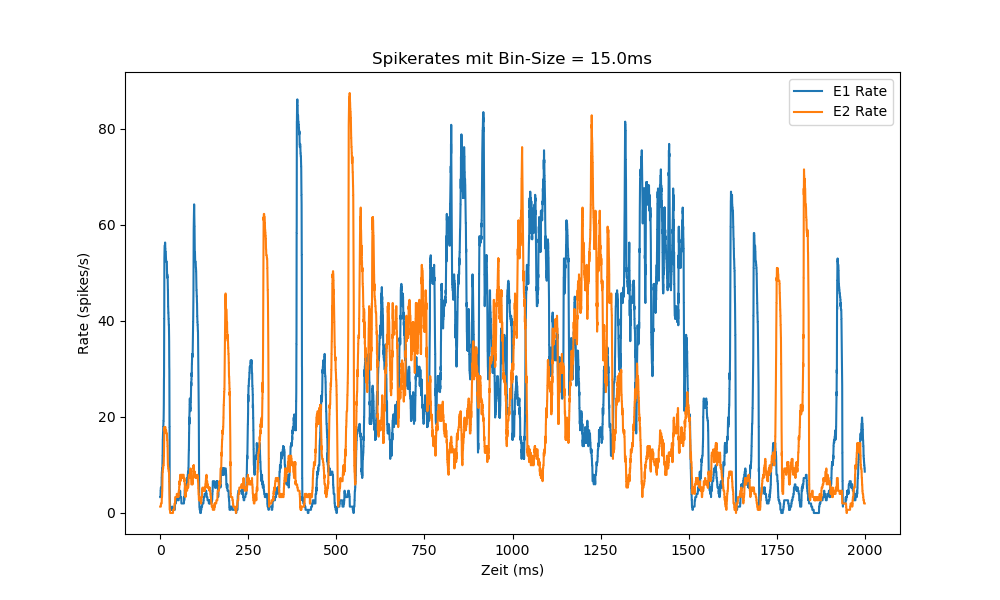 Spikerates mit Bin-Size = 15.0ms
E1 Rate
E2 Rate
Rate (spikes/s)
80
60
40
20
0
0 250 500 750 1000 1250 1500 1750 2000
Zeit (ms)